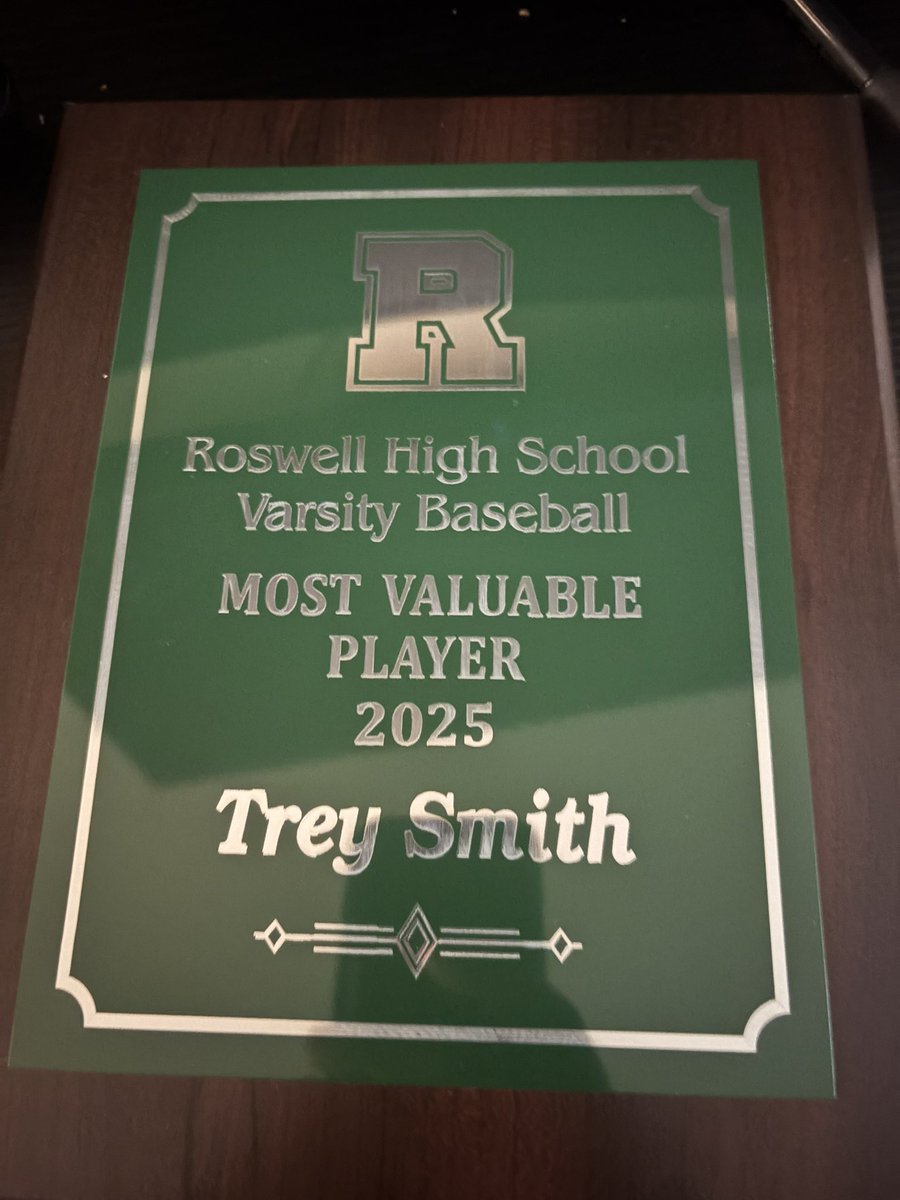 R
Roswell High School
Varsity Baseball
MOST VALUABLE
PLAYER
2025
Trey Smith